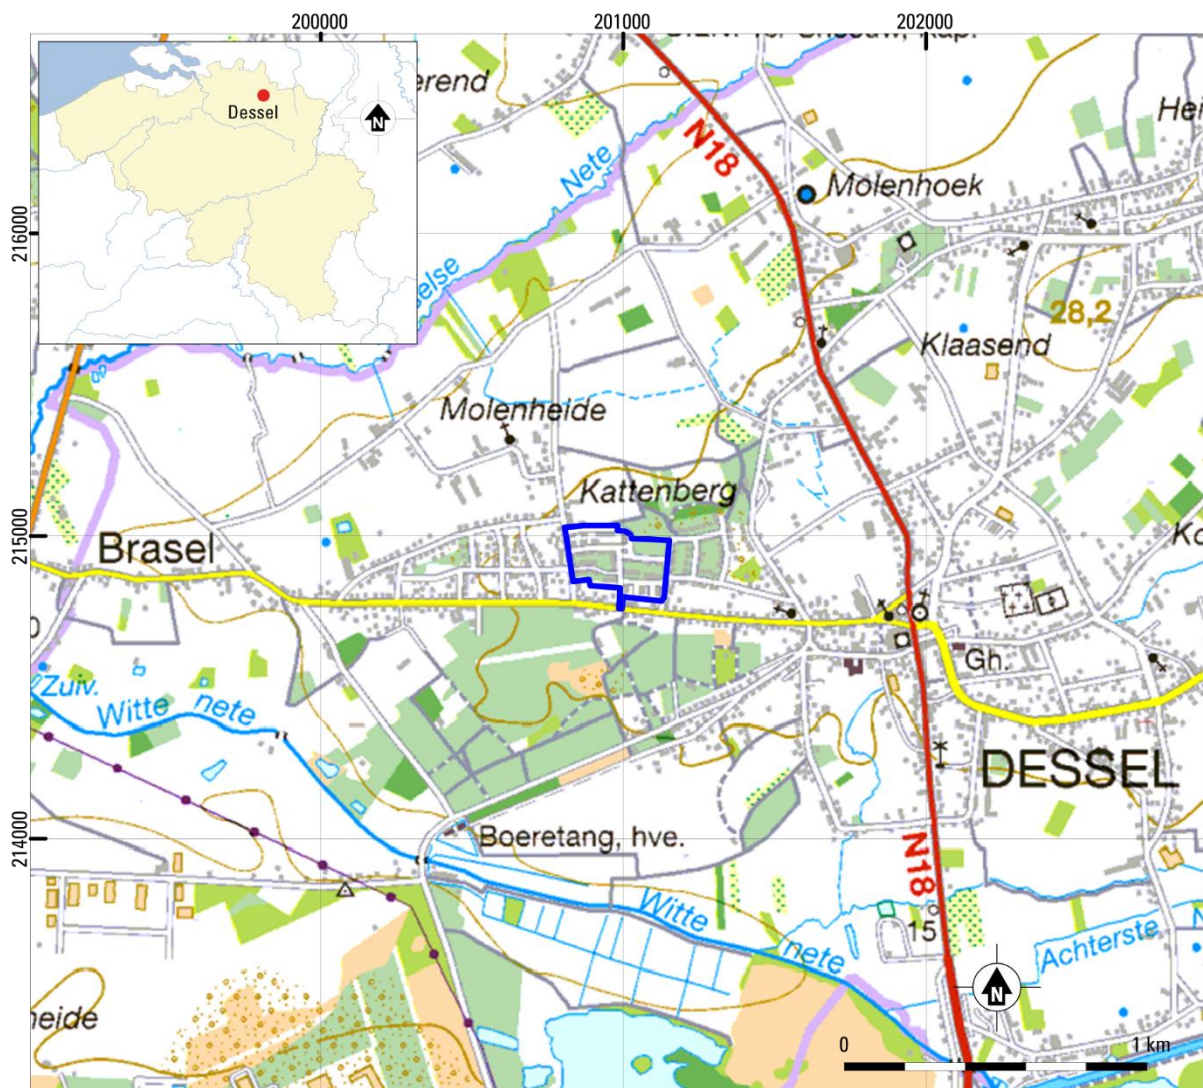 200000
201000
202000
Dessel
N
erend
N18
Nete
Molenhoek
Hei
216000
else
28,2
Klaasend
Molenheide
Kattenberg
215000
Brasel
Ko
Zuiv.
Witte
nete
Gh.
DESSEL
214000
Boeretang, hve.
N18
Witte
nete
15
Achterste
N
heide
0
1 km